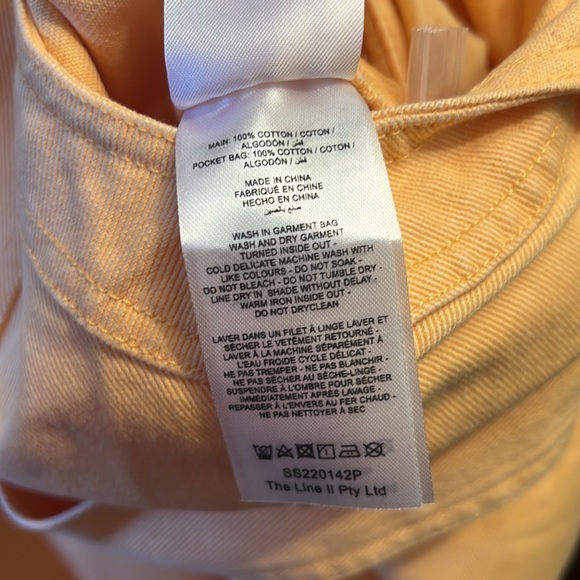 MAIN: 100% COTTON / COTON /
ALGODÓN / قطن
POCKET BAG: 100% COTTON / COTON /
ALGODÓN / قطن
MADE IN CHINA
FABRIQUÉ EN CHINE
HECHO EN CHINA
صنع بالصين
WASH IN GARMENT BAG
WASH AND DRY GARMENT
TURNED INSIDE OUT -
COLD DELICATE MACHINE WASH WITH
LIKE COLOURS - DO NOT SOAK -
DO NOT BLEACH - DO NOT TUMBLE DRY -
LINE DRY IN SHADE WITHOUT DELAY -
WARM IRON INSIDE OUT -
DO NOT DRYCLEAN
LAVER DANS UN FILET À LINGE LAVER ET
SÉCHER LE VÊTEMENT RETOURNÉ -
LAVER À LA MACHINE SÉPARÉMENT À
L'EAU FROIDE CYCLE DÉLICAT -
NE PAS TREMPER - NE PAS BLANCHIR -
NE PAS SÉCHER AU SÈCHE-LINGE -
SUSPENDRE À L'OMBRE POUR SÉCHER
IMMÉDIATEMENT APRÈS LAVAGE -
REPASSER À L'ENVERS AU FER CHAUD -
NE PAS NETTOYER À SEC
SS220142P
The Line II Pty Ltd